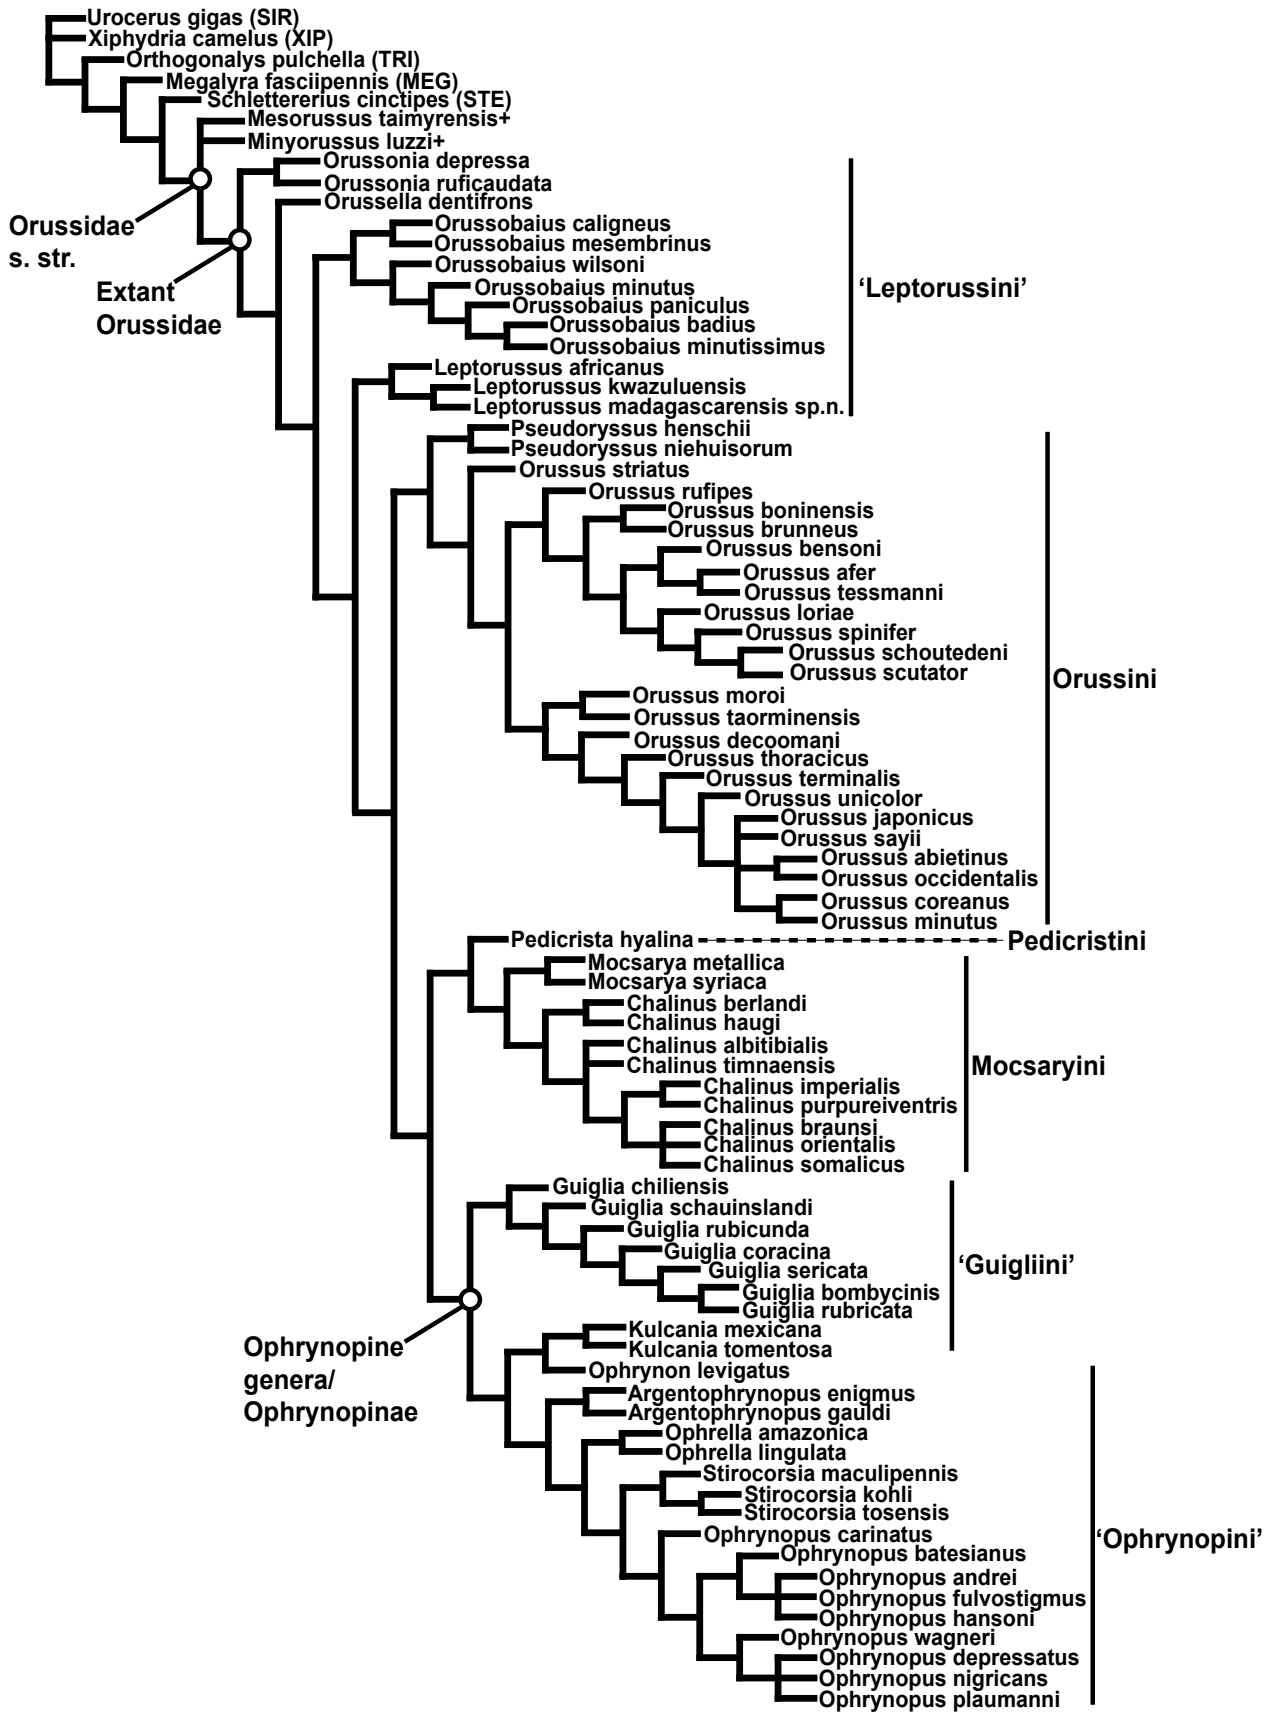 Urocerus gigas (SIR)
Xiphydria camelus (XIP)
Orthogonalys pulchella (TRI)
Megalyra fasciipennis (MEG)
Schlettererius cinctipes (STE)
Mesorussus taimyrensis+
Minyorussus luzzi+
Orussonia depressa
Orussonia ruficaudata
Orussella dentifrons
Orussobaius caligneus
Orussobaius mesembrinus
Orussobaius wilsoni
Orussobaius minutus
Orussobaius paniculus
Orussobaius badius
Orussobaius minutissimus
Leptorussus africanus
Leptorussus kwazuluensis
Leptorussus madagascarensis sp.n.
Orussidae
s. str.
Extant
Orussidae
‘Leptorussini’
Pseudoryssus henschii
Pseudoryssus niehuisorum
Orussus striatus
Orussus rufipes
Orussus boninensis
Orussus brunneus
Orussus bensoni
Orussus afer
Orussus tessmanni
Orussus loriae
Orussus spinifer
Orussus schoutedeni
Orussus scutator
Orussus moroi
Orussus taorminensis
Orussus decoomani
Orussus thoracicus
Orussus terminalis
Orussus unicolor
Orussus japonicus
Orussus sayii
Orussus abietinus
Orussus occidentalis
Orussus coreanus
Orussus minutus
Orussini
Pedicrista hyalina
Pedicristini
Mocsarya metallica
Mocsarya syriaca
Chalinus berlandi
Chalinus haugi
Chalinus albitibialis
Chalinus timnaensis
Chalinus imperialis
Chalinus purpureiventris
Chalinus braunsi
Chalinus orientalis
Chalinus somalicus
Mocsaryini
Guiglia chiliensis
Guiglia schauinslandi
Guiglia rubicunda
Guiglia coracina
Guiglia sericata
Guiglia bombycinis
Guiglia rubricata
‘Guigliini’
Ophrynopine
genera/
Ophrynopinae
Kulcania mexicana
Kulcania tomentosa
Ophrynon levigatus
Argentophrynopus enigmus
Argentophrynopus gauldi
Ophrella amazonica
Ophrella lingulata
Stirocorsia maculipennis
Stirocorsia kohli
Stirocorsia tosensis
Ophrynopus carinatus
Ophrynopus batesianus
Ophrynopus andrei
Ophrynopus fulvostigmus
Ophrynopus hansoni
Ophrynopus wagneri
Ophrynopus depressatus
Ophrynopus nigricans
Ophrynopus plaumanni
‘Ophrynopini’